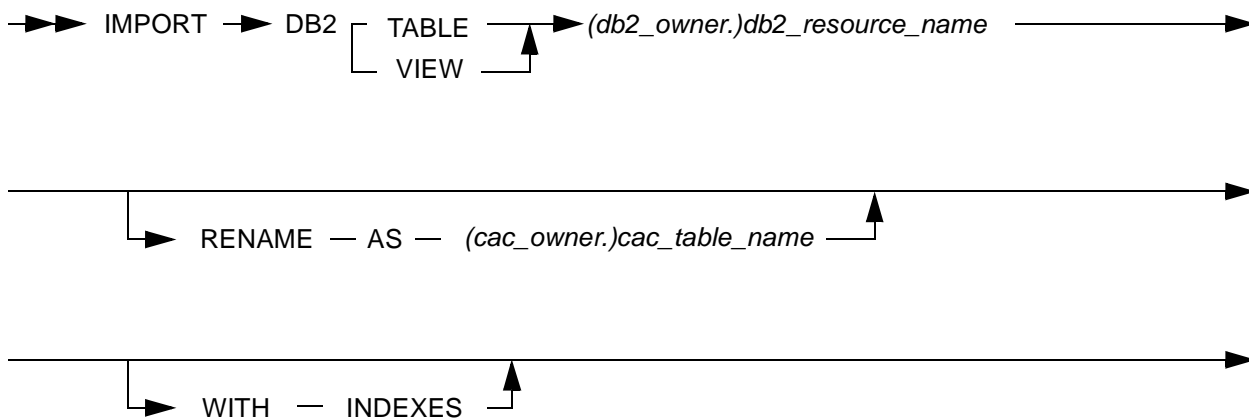 IMPORT DB2 TABLE (db2_owner.)db2_resource_name
VIEW
RENAME AS (cac_owner.)cac_table_name
WITH INDEXES